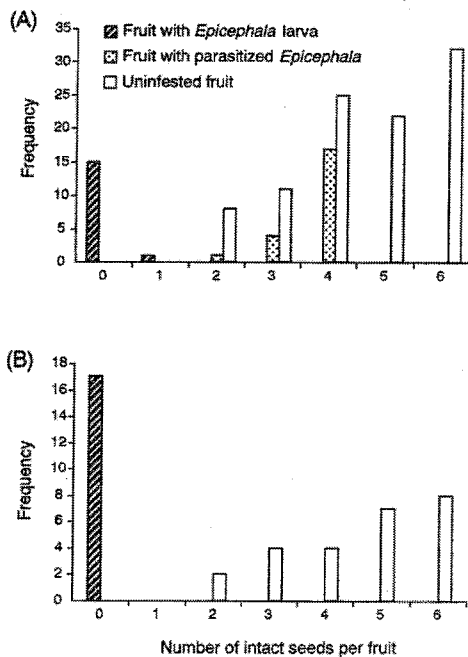 (A)
Fruit with Epicephala larva
Fruit with parasitized Epicephala
Uninfested fruit
Frequency
35
30
25
20
15
10
5
0
0 1 2 3 4 5 6
(B)
Frequency
18
16
14
12
10
8
6
4
2
0
0 1 2 3 4 5 6
Number of intact seeds per fruit